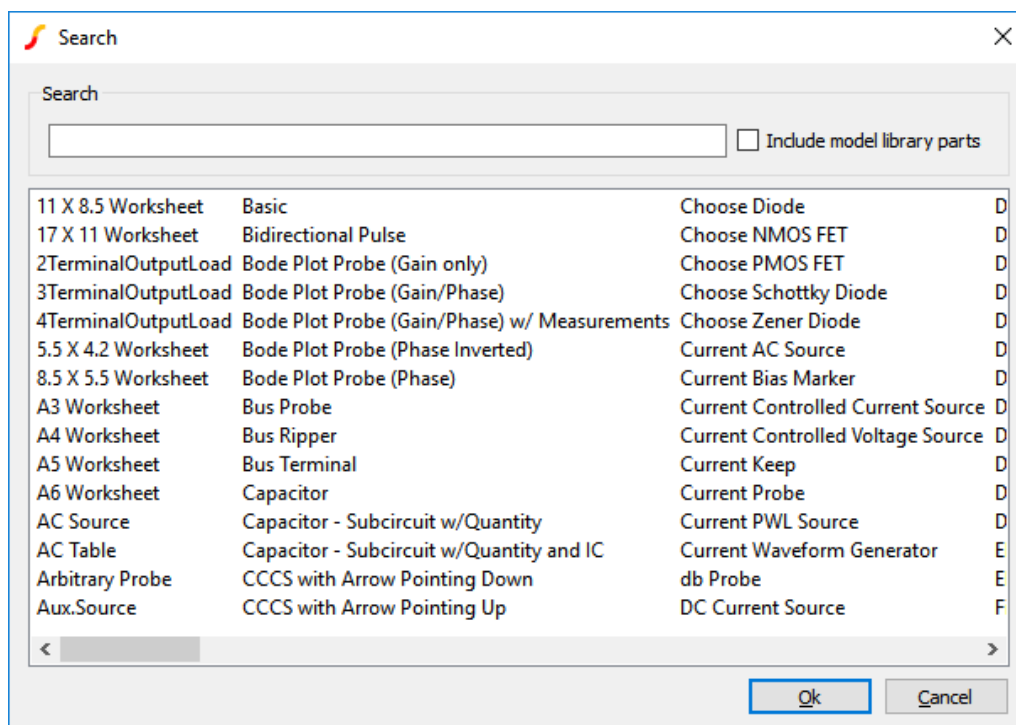 Search
Search
Include model library parts
11 X 8.5 Worksheet Basic Choose Diode D
17 X 11 Worksheet Bidirectional Pulse Choose NMOS FET D
2TerminalOutputLoad Bode Plot Probe (Gain only) Choose PMOS FET D
3TerminalOutputLoad Bode Plot Probe (Gain/Phase) Choose Schottky Diode D
4TerminalOutputLoad Bode Plot Probe (Gain/Phase) w/ Measurements Choose Zener Diode D
5.5 X 4.2 Worksheet Bode Plot Probe (Phase Inverted) Current AC Source D
8.5 X 5.5 Worksheet Bode Plot Probe (Phase) Current Bias Marker D
A3 Worksheet Bus Probe Current Controlled Current Source D
A4 Worksheet Bus Ripper Current Controlled Voltage Source D
A5 Worksheet Bus Terminal Current Keep D
A6 Worksheet Capacitor Current Probe D
AC Source Capacitor - Subcircuit w/Quantity Current PWL Source D
AC Table Capacitor - Subcircuit w/Quantity and IC Current Waveform Generator E
Arbitrary Probe CCCS with Arrow Pointing Down db Probe E
Aux.Source CCCS with Arrow Pointing Up DC Current Source F
Ok Cancel